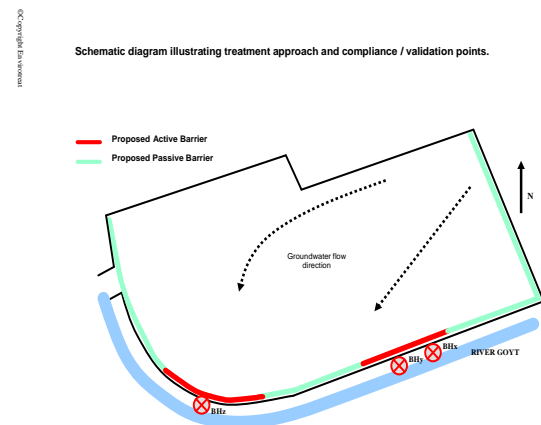 ©Copyright Envirotreat
Schematic diagram illustrating treatment approach and compliance / validation points.
Proposed Active Barrier
Proposed Passive Barrier
N
Groundwater flow
direction
BHx
RIVER GOYT
BHy
BHz